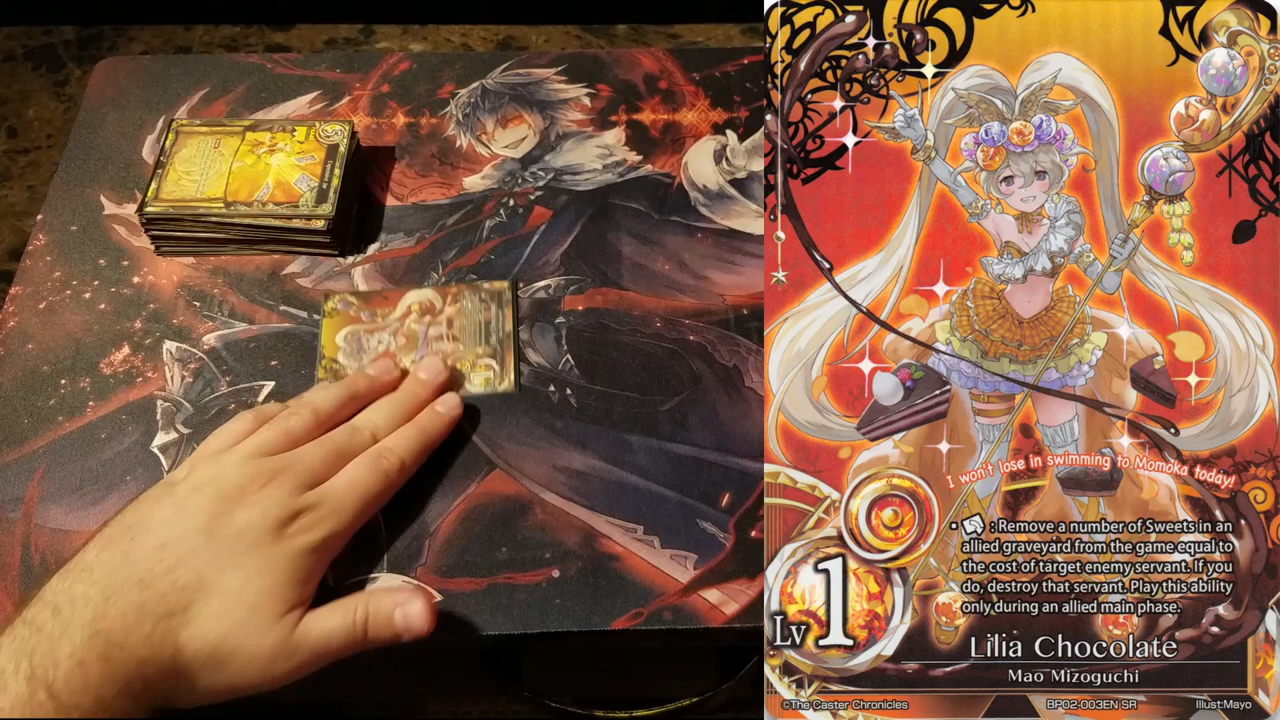 I won't lose in swimming to Momoka today!
: Remove a number of Sweets in an
allied graveyard from the game equal to
the cost of target enemy servant. If you
do, destroy that servant. Play this ability
only during an allied main phase.
Lv 1
Lilia Chocolate
Mao Mizoguchi
©The Caster Chronicles BP02-003EN SR Illust:Mayo